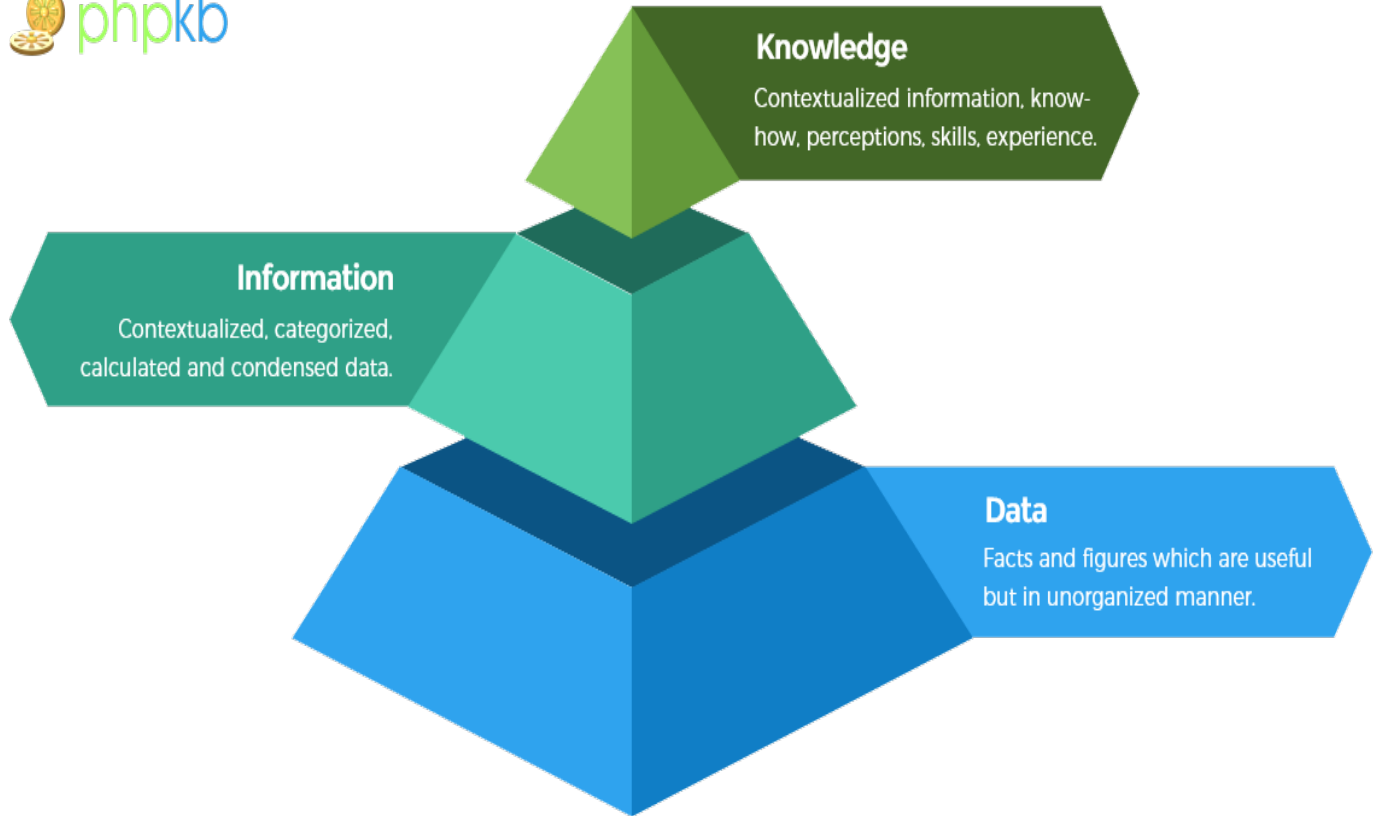 phpkb
Knowledge
Contextualized information, know-
how, perceptions, skills, experience.
Information
Contextualized, categorized,
calculated and condensed data.
Data
Facts and figures which are useful
but in unorganized manner.